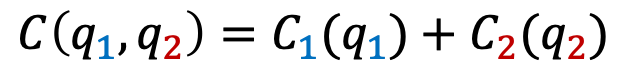 C(q₁,q₂) = C₁(q₁) + C₂(q₂)